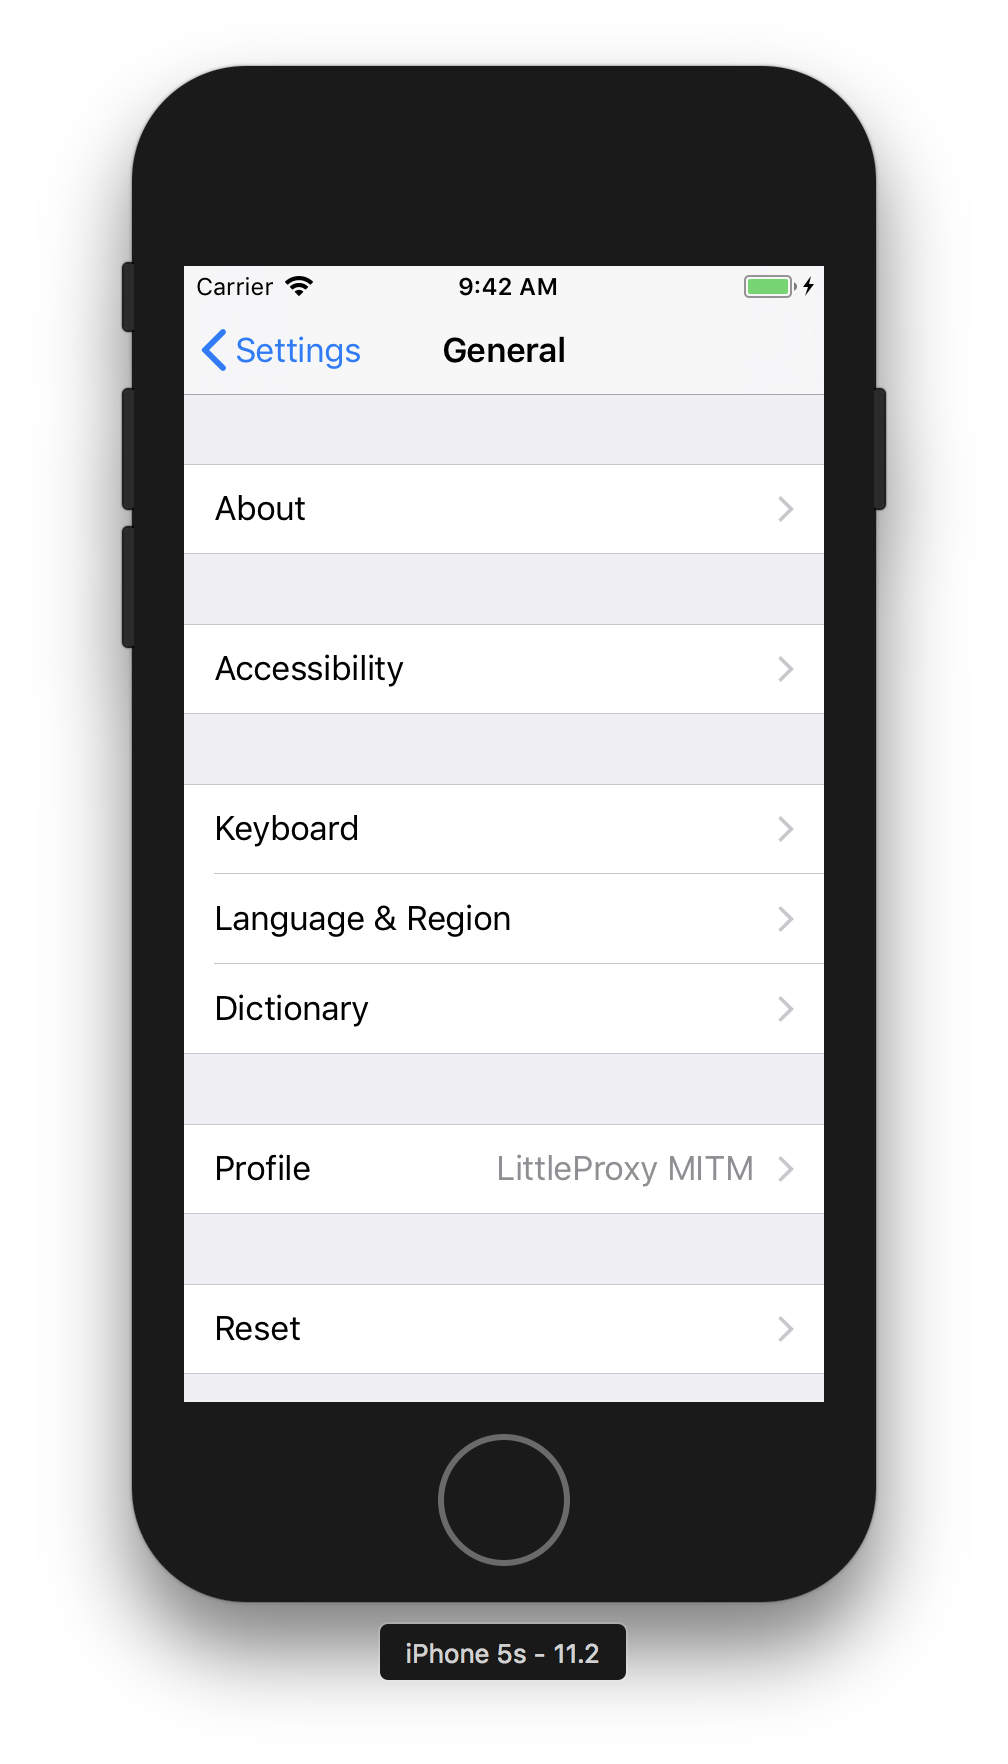 Carrier 9:42 AM
Settings General
About
Accessibility
Keyboard
Language & Region
Dictionary
Profile LittleProxy MITM
Reset
iPhone 5s - 11.2